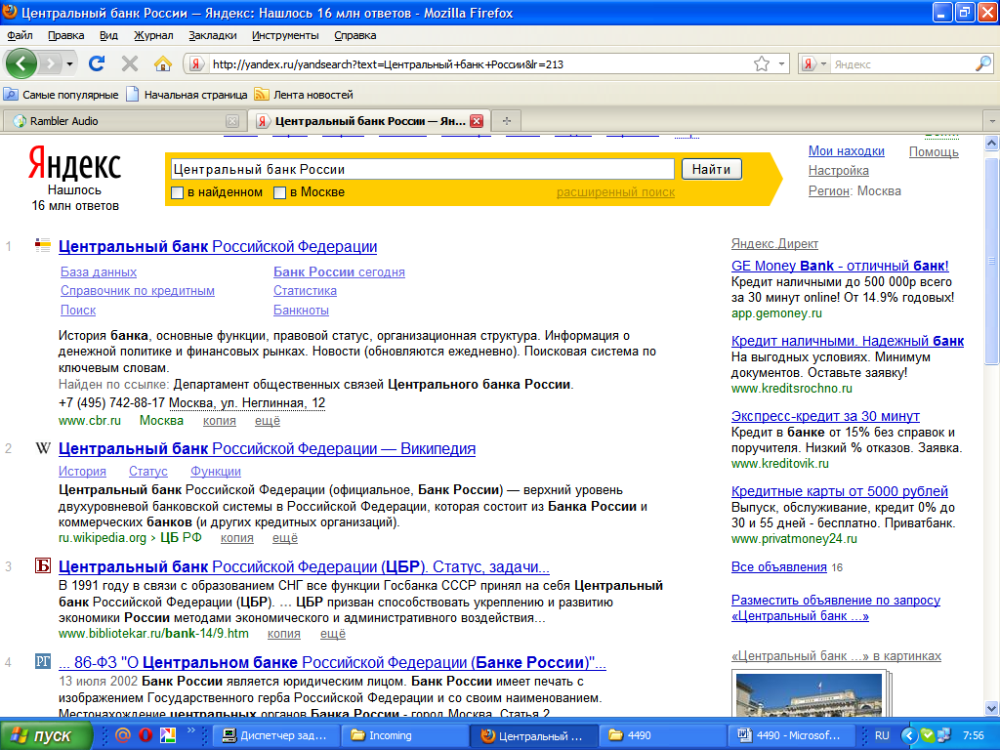 Центральный банк России — Яндекс: Нашлось 16 млн ответов - Mozilla Firefox
Файл Правка Вид Журнал Закладки Инструменты Справка
http://yandex.ru/yandsearch?text=Центральный+банк+России&lr=213
Я Яндекс
Самые популярные Начальная страница Лента новостей
Rambler Audio
Центральный банк России — Ян...
Яндекс
Нашлось
16 млн ответов
Центральный банк России
Найти
в найденном в Москве расширенный поиск
Мои находки Помощь
Настройка
Регион: Москва
1 Центральный банк Российской Федерации
База данных Банк России сегодня
Справочник по кредитным Статистика
Поиск Банкноты
История банка, основные функции, правовой статус, организационная структура. Информация о
денежной политике и финансовых рынках. Новости (обновляются ежедневно). Поисковая система по
ключевым словам.
Найден по ссылке: Департамент общественных связей Центрального банка России.
+7 (495) 742-88-17 Москва, ул. Неглинная, 12
www.cbr.ru Москва копия ещё
2 W Центральный банк Российской Федерации — Википедия
История Статус Функции
Центральный банк Российской Федерации (официальное, Банк России) — верхний уровень
двухуровневой банковской системы в Российской Федерации, которая состоит из Банка России и
коммерческих банков (и других кредитных организаций).
ru.wikipedia.org › ЦБ РФ копия ещё
3 Б Центральный банк Российской Федерации (ЦБР). Статус, задачи...
В 1991 году в связи с образованием СНГ все функции Госбанка СССР принял на себя Центральный
банк Российской Федерации (ЦБР). ... ЦБР призван способствовать укреплению и развитию
экономики России методами экономического и административного воздействия...
www.bibliotekar.ru/bank-14/9.htm копия ещё
4 РГ ... 86-ФЗ "О Центральном банке Российской Федерации (Банке России)"...
13 июля 2002 Банк России является юридическим лицом. Банк России имеет печать с
изображением Государственного герба Российской Федерации и со своим наименованием.
Местонахождение центральных органов Банка России - город Москва. Статья 2.
Яндекс.Директ
GE Money Bank - отличный банк!
Кредит наличными до 500 000р всего
за 30 минут online! От 14.9% годовых!
app.gemoney.ru
Кредит наличными. Надежный банк
На выгодных условиях. Минимум
документов. Оставьте заявку!
www.kreditsrochno.ru
Экспресс-кредит за 30 минут
Кредит в банке от 15% без справок и
поручителя. Низкий % отказов. Заявка.
www.kreditovik.ru
Кредитные карты от 5000 рублей
Выпуск, обслуживание, кредит 0% до
30 и 55 дней - бесплатно. Приватбанк.
www.privatmoney24.ru
Все объявления 16
Разместить объявление по запросу
«Центральный банк ...»
«Центральный банк ...» в картинках
пуск
Диспетчер зад... Incoming Центральный ... 4490 4490 - Microsof... RU 7:56